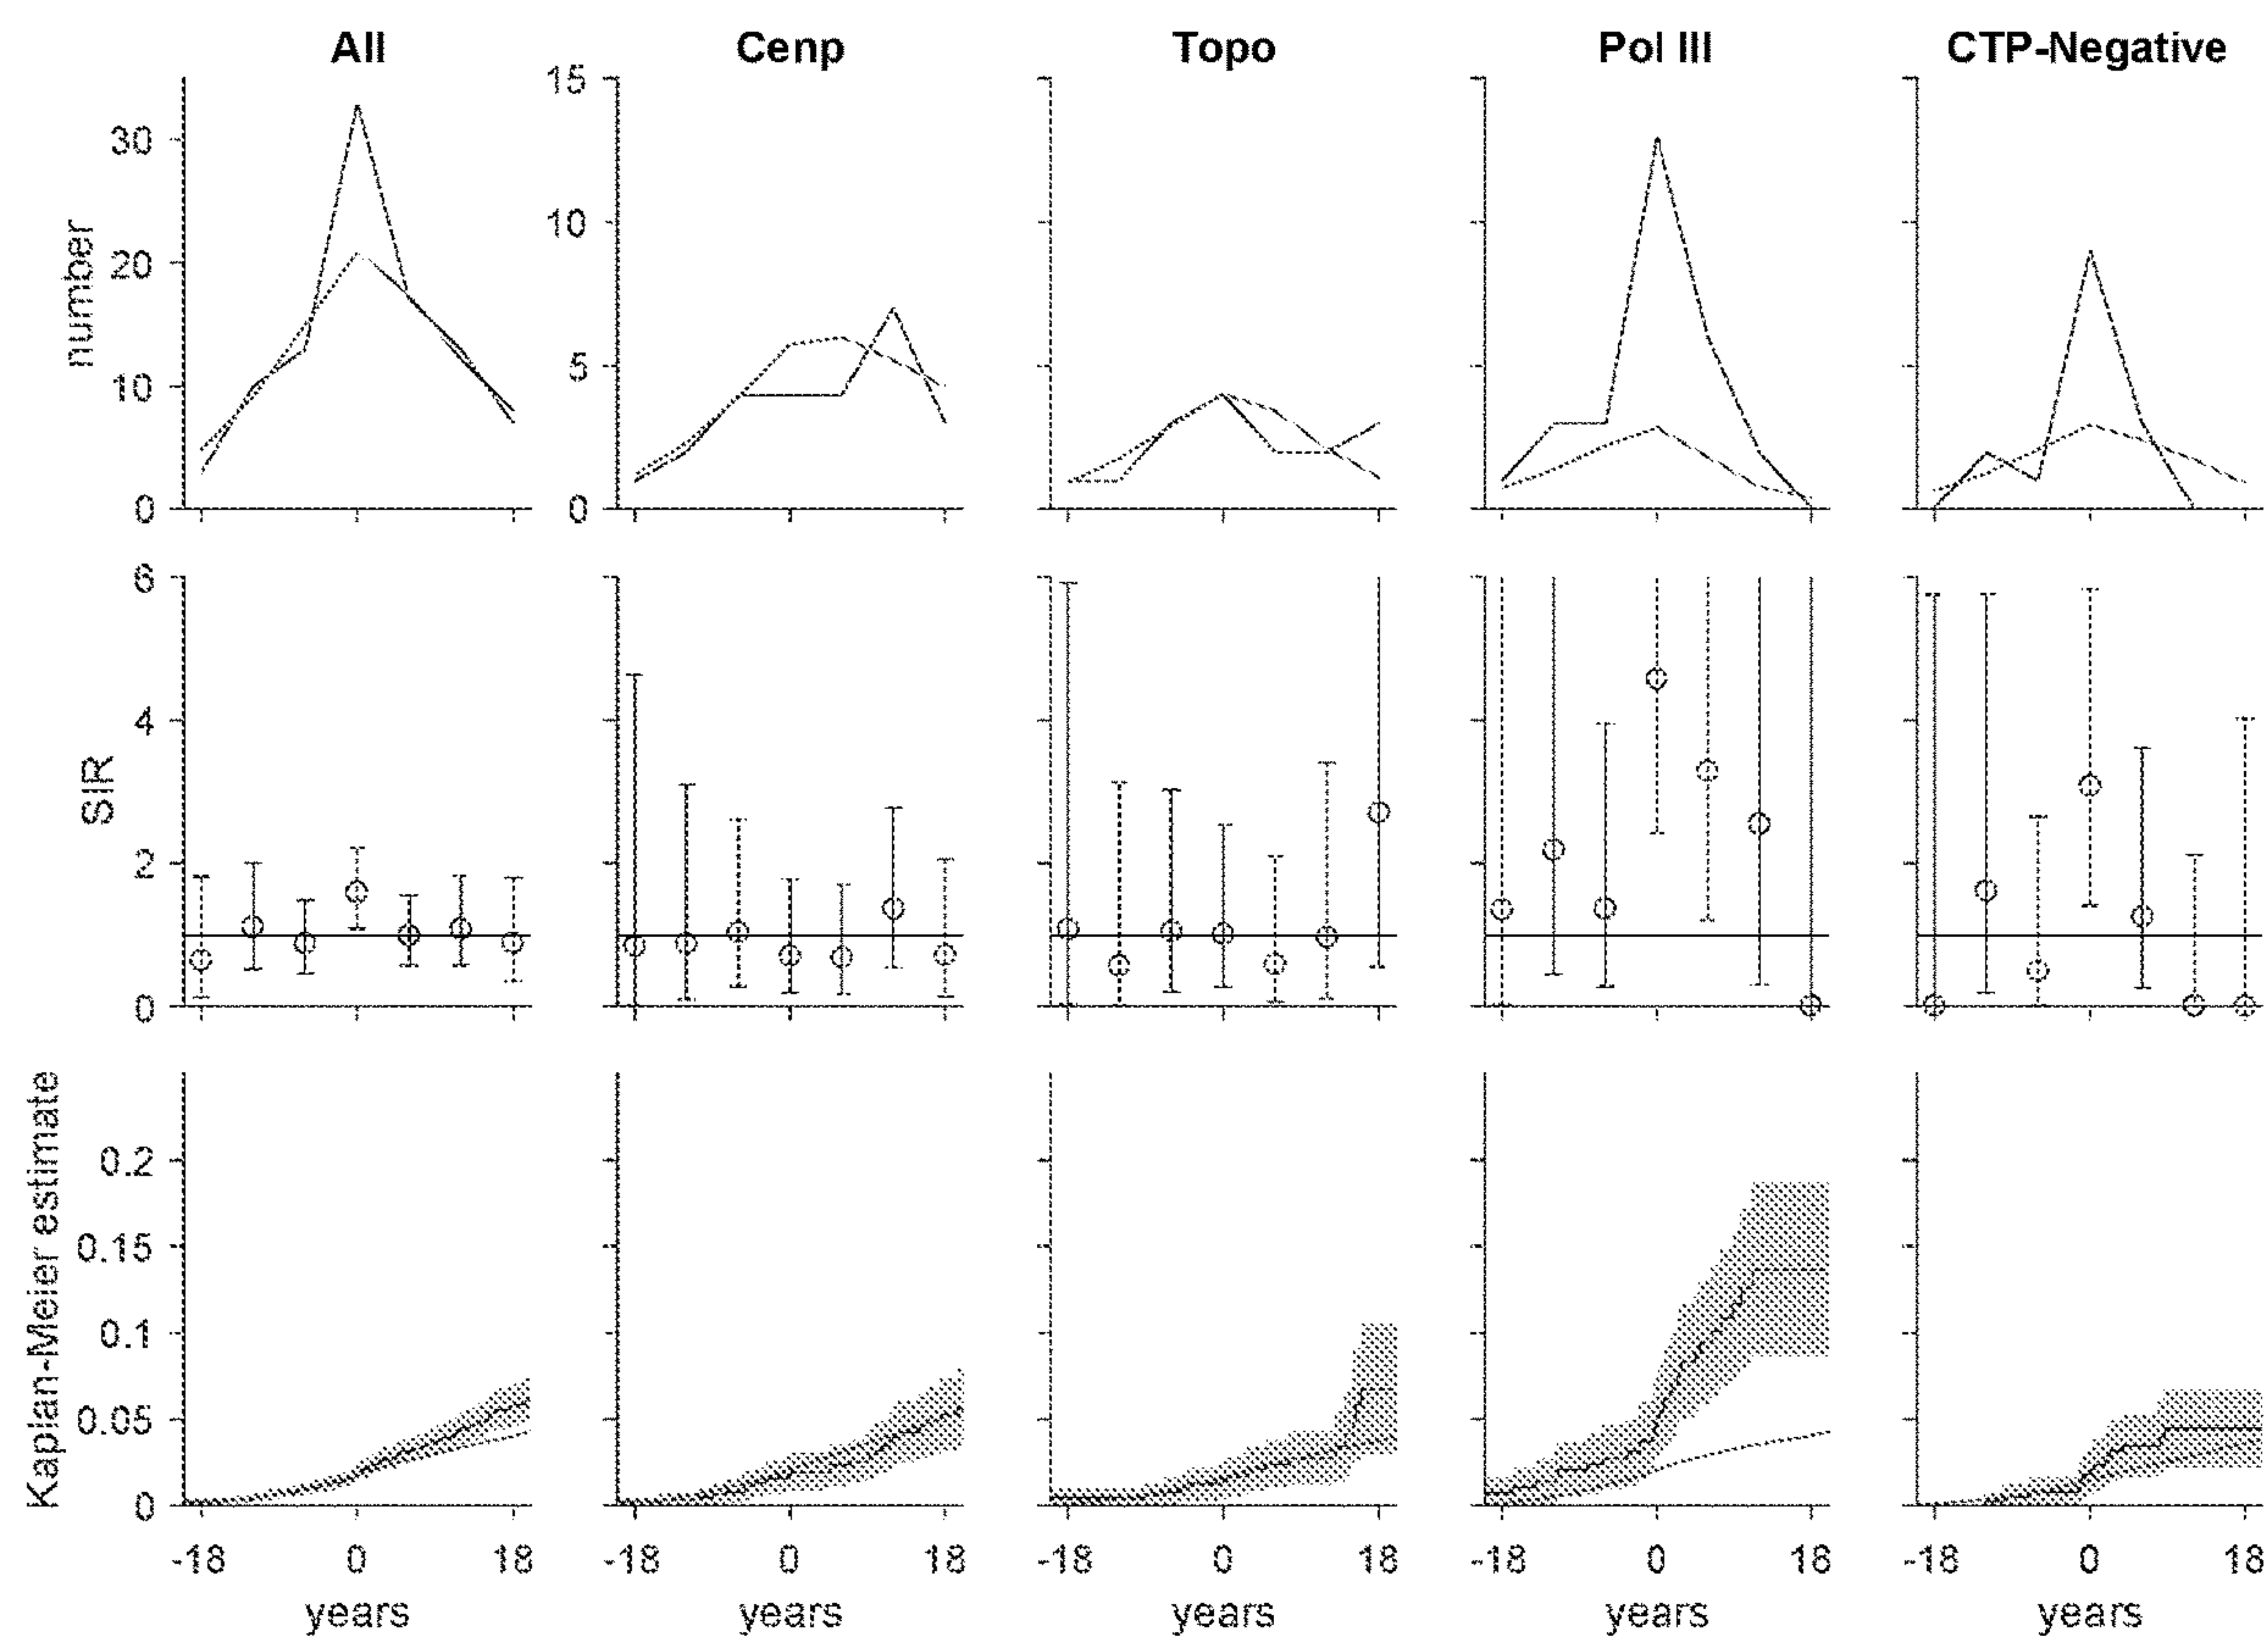 All Cenp Topo Pol III CTP-Negative
number
30
20
10
0
15
10
5
0
SIR
6
4
2
0
Kaplan-Meier estimate
0.2
0.15
0.1
0.05
0
-18 0 18 -18 0 18 -18 0 18 -18 0 18 -18 0 18
years years years years years